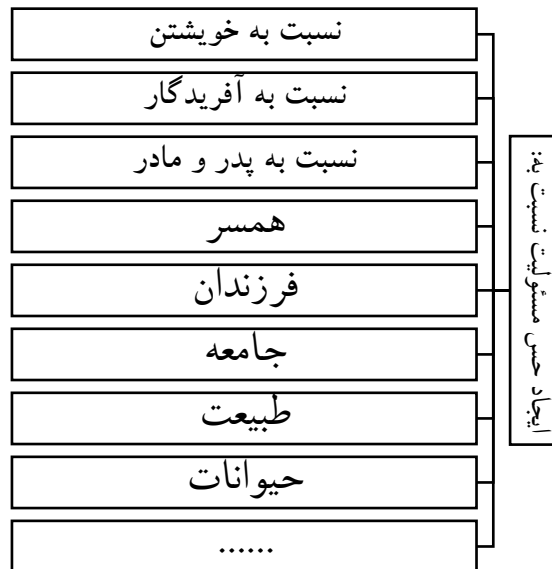 ایجاد حس مسئولیت نسبت به:
نسبت به خویشتن
نسبت به آفریدگار
نسبت به پدر و مادر
همسر
فرزندان
جامعه
طبیعت
حیوانات
......